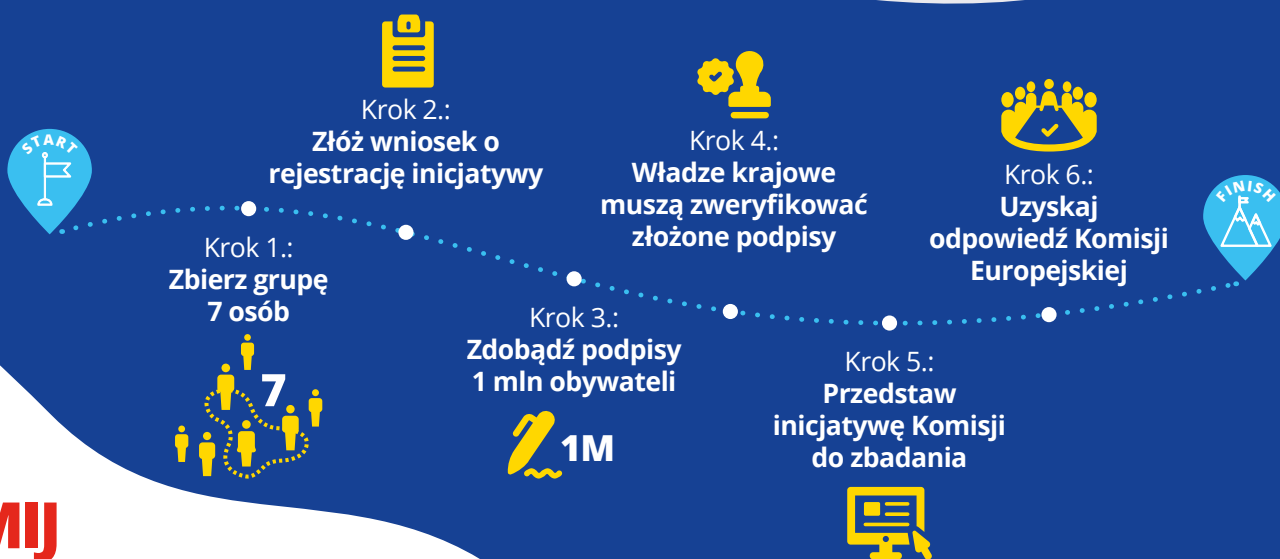 START
Krok 1.:
Zbierz grupę
7 osób
7
Krok 2.:
Złóż wniosek o
rejestrację inicjatywy
Krok 3.:
Zdobądź podpisy
1 mln obywateli
1M
Krok 4.:
Władze krajowe
muszą zweryfikować
złożone podpisy
Krok 5.:
Przedstaw
inicjatywę Komisji
do zbadania
Krok 6.:
Uzyskaj
odpowiedź Komisji
Europejskiej
FINISH